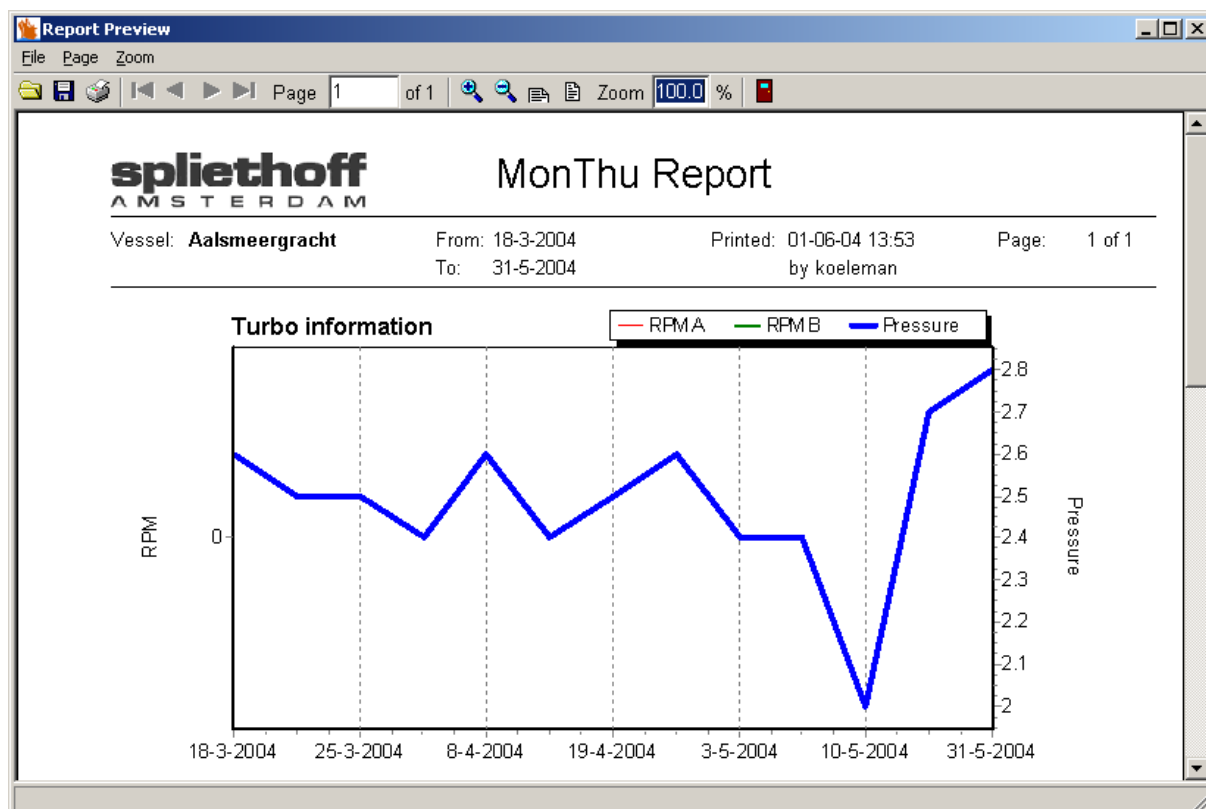 Report Preview
File Page Zoom
Page 1 of 1 Zoom 100.0 %
spliethoff
AMSTERDAM
MonThu Report
Vessel: Aalsmeergracht From: 18-3-2004 Printed: 01-06-04 13:53 Page: 1 of 1
To: 31-5-2004 by koeleman
Turbo information
RPM A RPM B Pressure
RPM
0
2.8
2.7
2.6
2.5
2.4
2.3
2.2
2.1
2
Pressure
18-3-2004 25-3-2004 8-4-2004 19-4-2004 3-5-2004 10-5-2004 31-5-2004